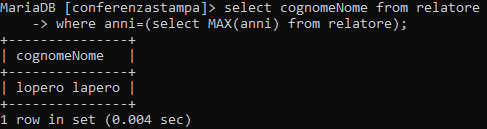 MariaDB [conferenzastampa]> select cognomeNome from relatore
    -> where anni=(select MAX(anni) from relatore);
+---------------+
| cognomeNome   |
+---------------+
| lopero lapero |
+---------------+
1 row in set (0.004 sec)